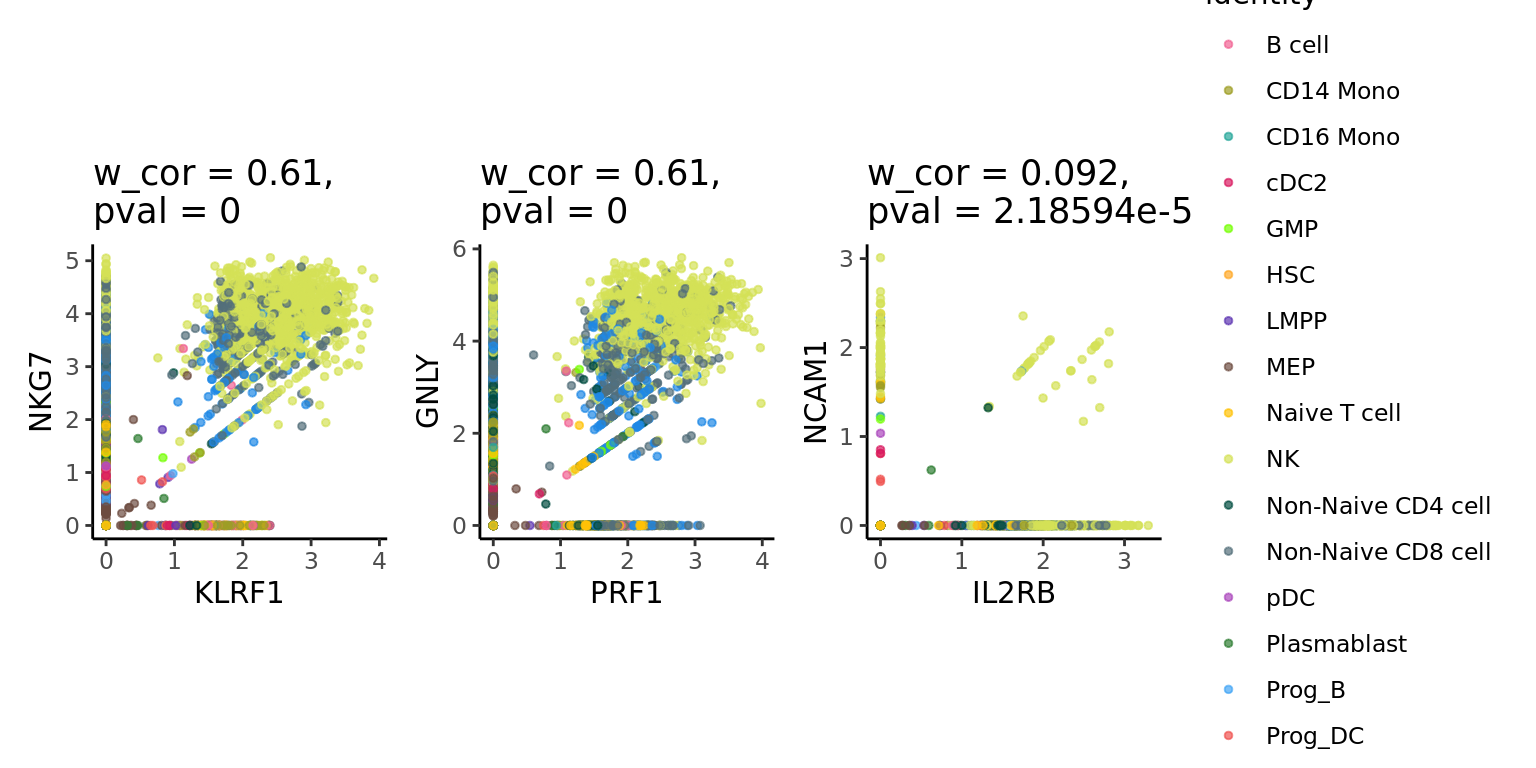 w_cor = 0.61,
pval = 0
NKG7
5
4
3
2
1
0
0 1 2 3 4
KLRF1
w_cor = 0.61,
pval = 0
GNLY
6
4
2
0
0 1 2 3 4
PRF1
w_cor = 0.092,
pval = 2.18594e-5
NCAM1
3
2
1
0
0 1 2 3
IL2RB
B cell
CD14 Mono
CD16 Mono
cDC2
GMP
HSC
LMPP
MEP
Naive T cell
NK
Non-Naive CD4 cell
Non-Naive CD8 cell
pDC
Plasmablast
Prog_B
Prog_DC